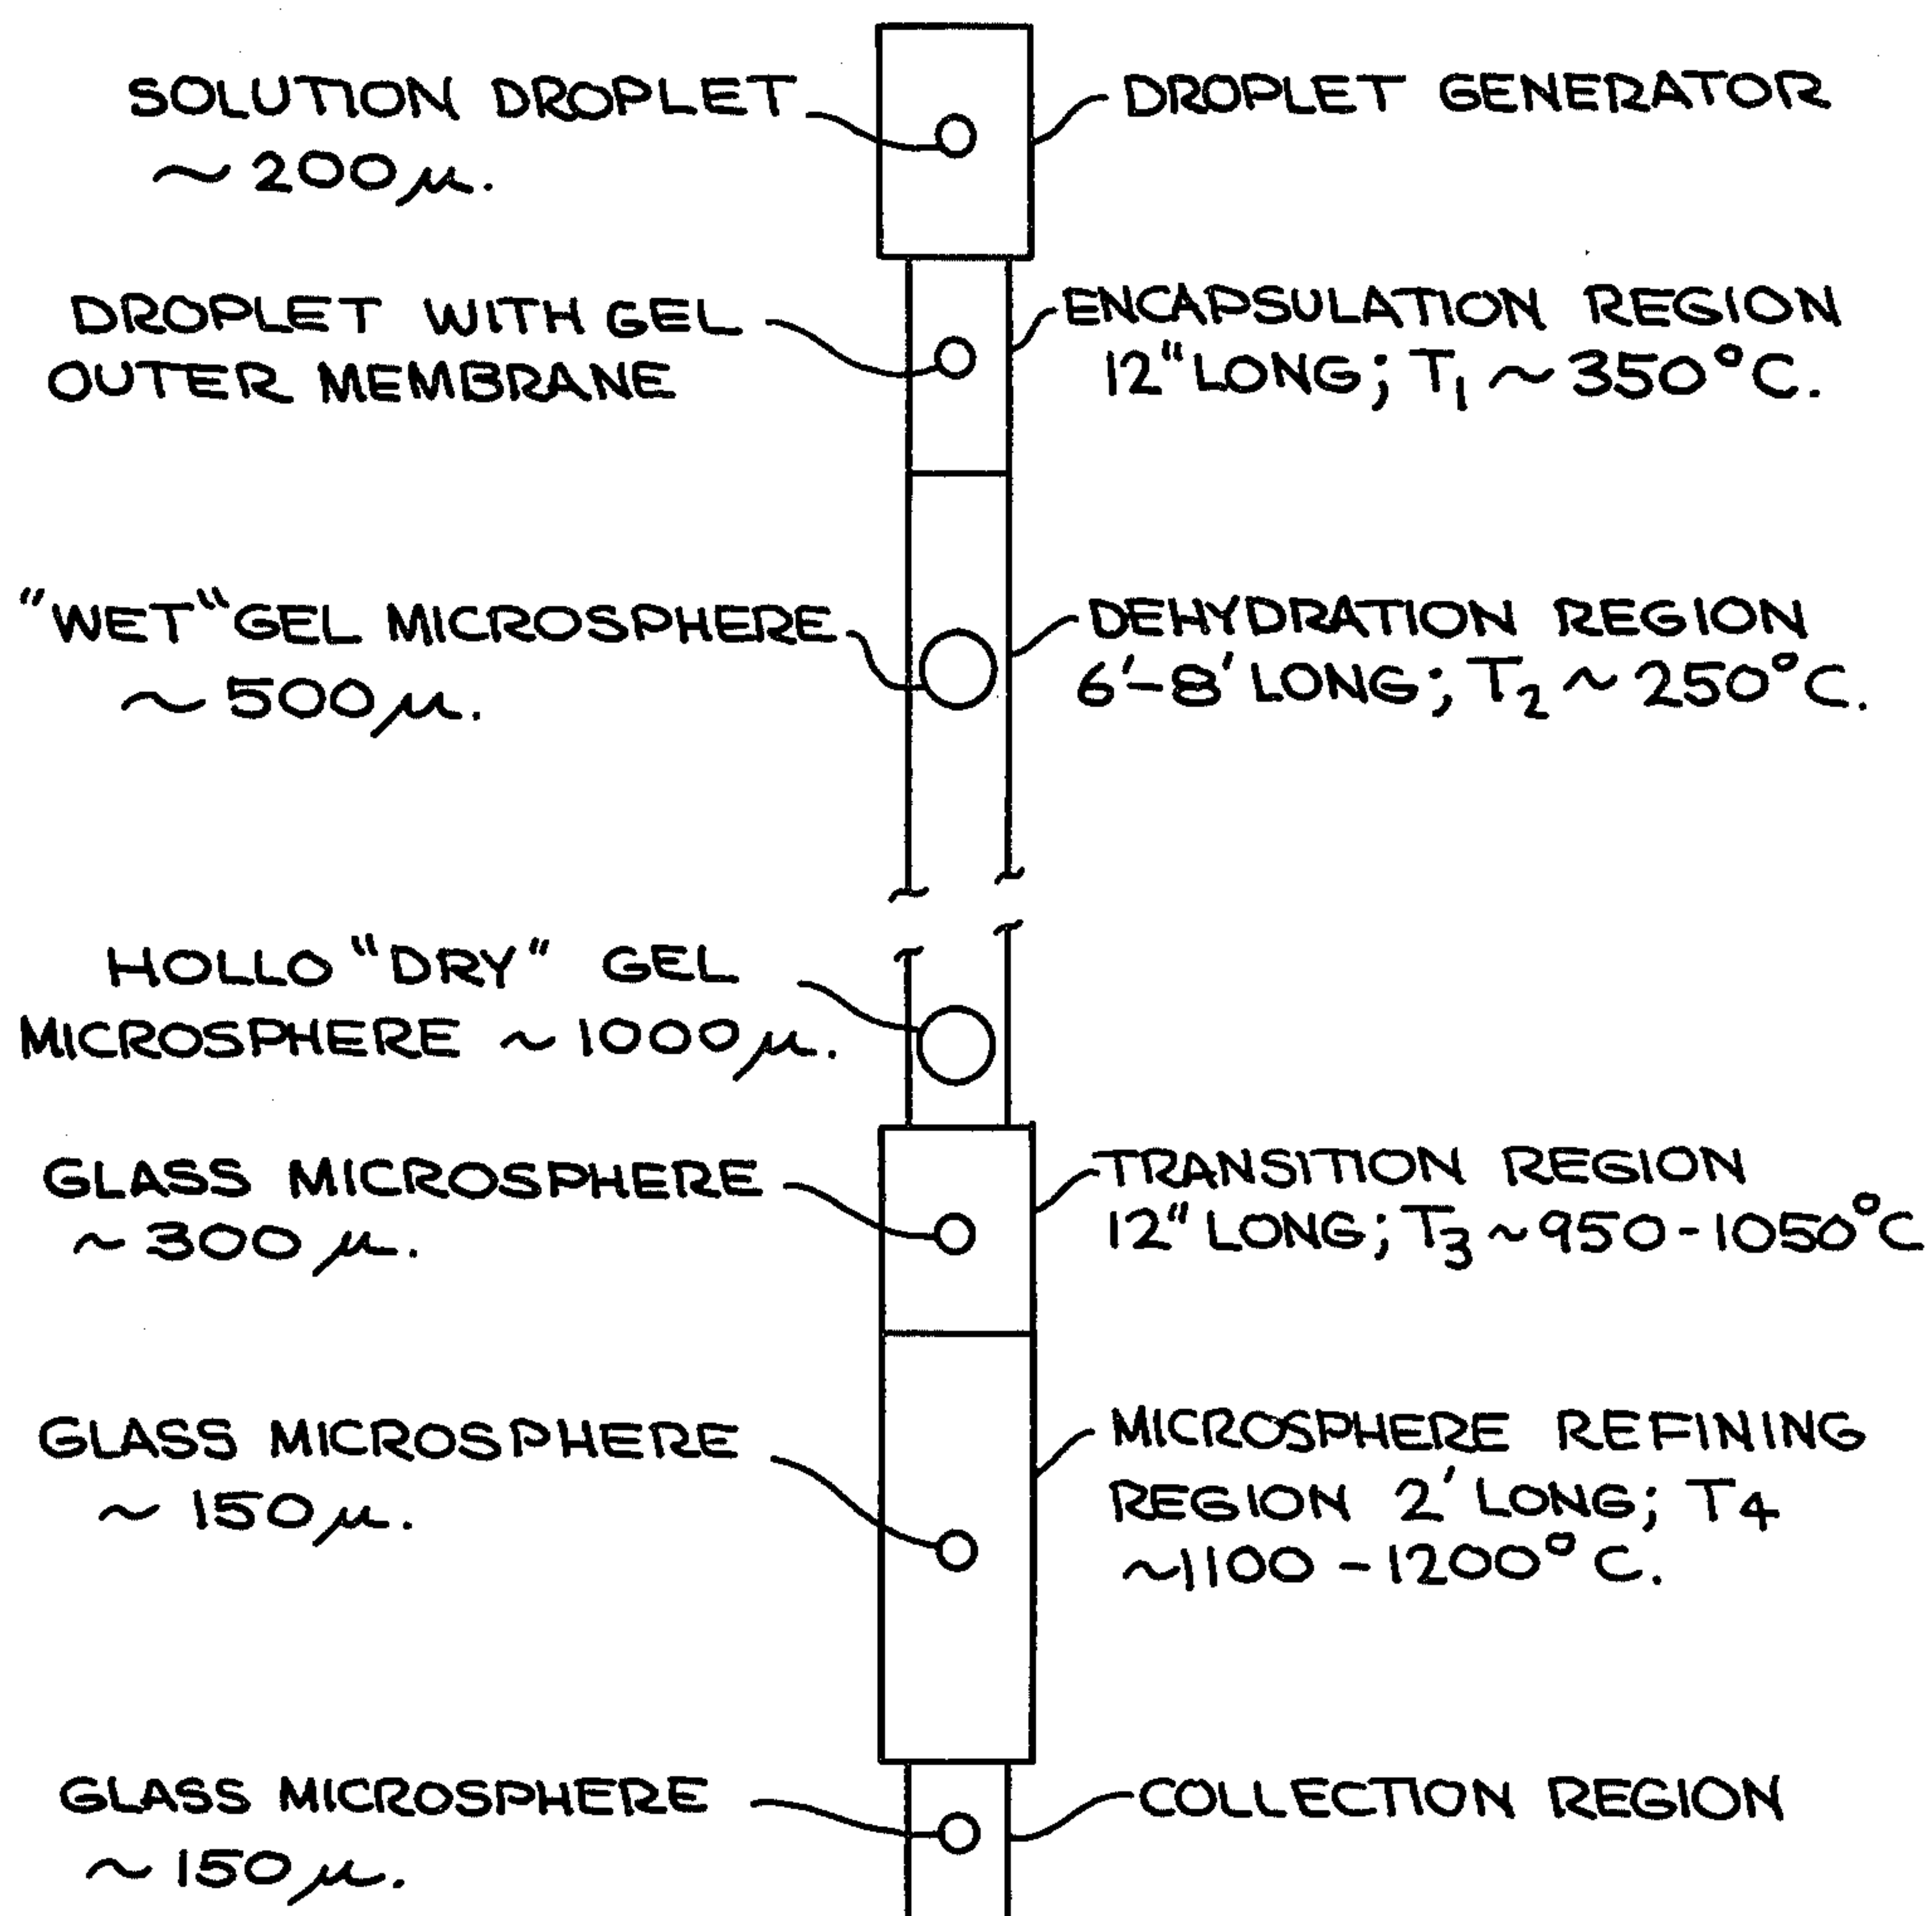 SOLUTION DROPLET
~ 200μ.
DROPLET GENERATOR
DROPLET WITH GEL
OUTER MEMBRANE
ENCAPSULATION REGION
12" LONG; T1 ~ 350°C.
"WET" GEL MICROSPHERE
~ 500μ.
DEHYDRATION REGION
6'-8' LONG; T2 ~ 250°C.
HOLLO "DRY" GEL
MICROSPHERE ~ 1000μ.
GLASS MICROSPHERE
~ 300μ.
TRANSITION REGION
12" LONG; T3 ~ 950-1050°C
GLASS MICROSPHERE
~ 150μ.
MICROSPHERE REFINING
REGION 2' LONG; T4
~1100-1200°C.
GLASS MICROSPHERE
~ 150μ.
COLLECTION REGION